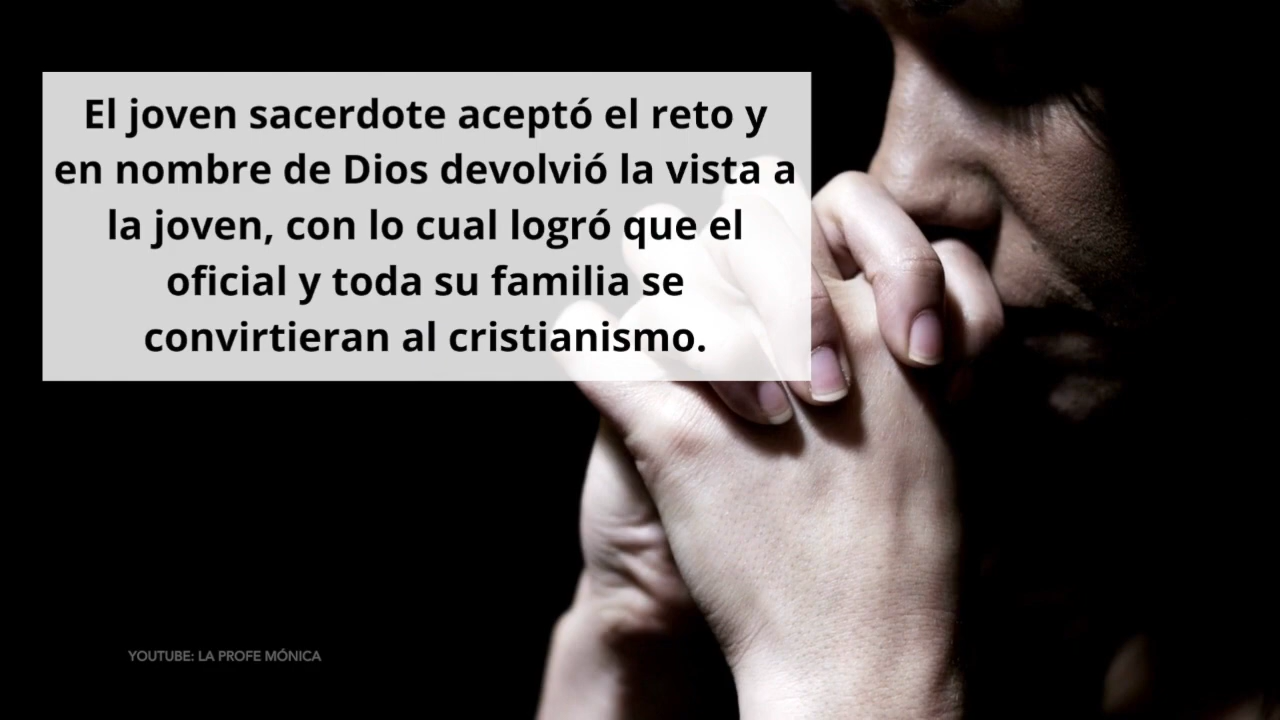 El joven sacerdote aceptó el reto y
en nombre de Dios devolvió la vista a
la joven, con lo cual logró que el
oficial y toda su familia se
convirtieran al cristianismo.
YOUTUBE: LA PROFE MÓNICA